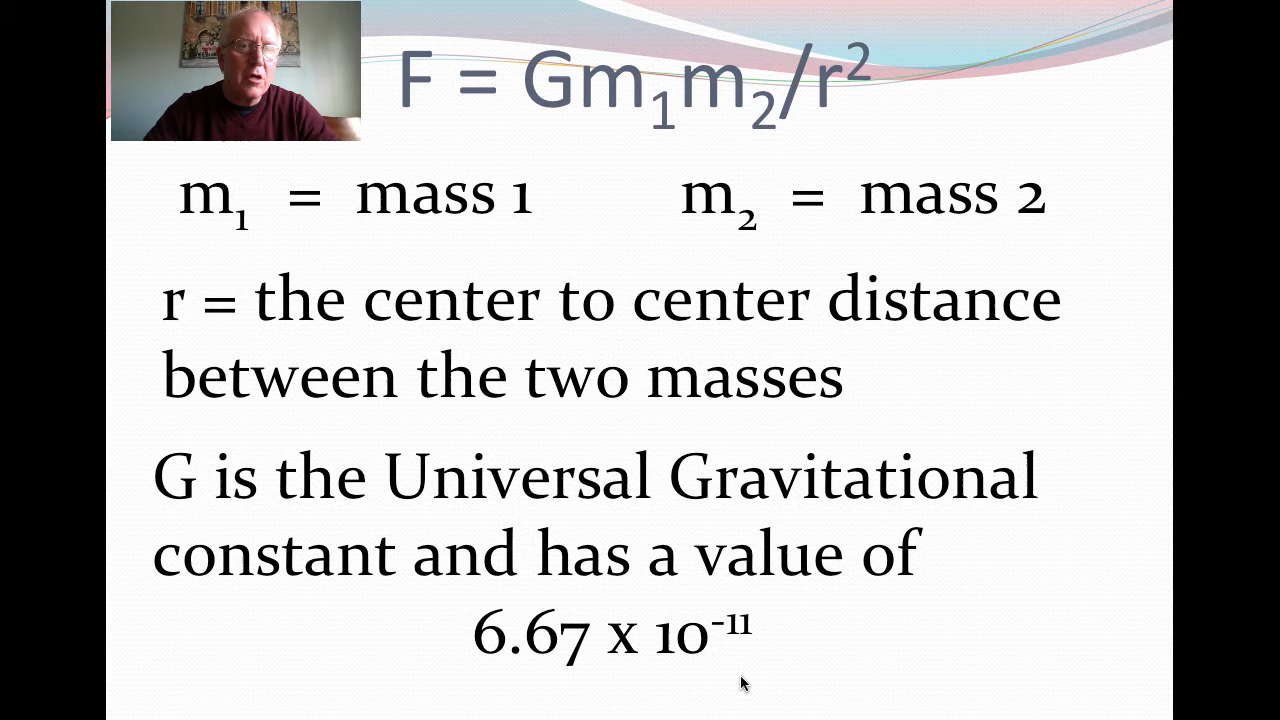 F = Gm₁m₂/r²
m₁ = mass 1 m₂ = mass 2
r = the center to center distance
between the two masses
G is the Universal Gravitational
constant and has a value of
6.67 x 10⁻¹¹